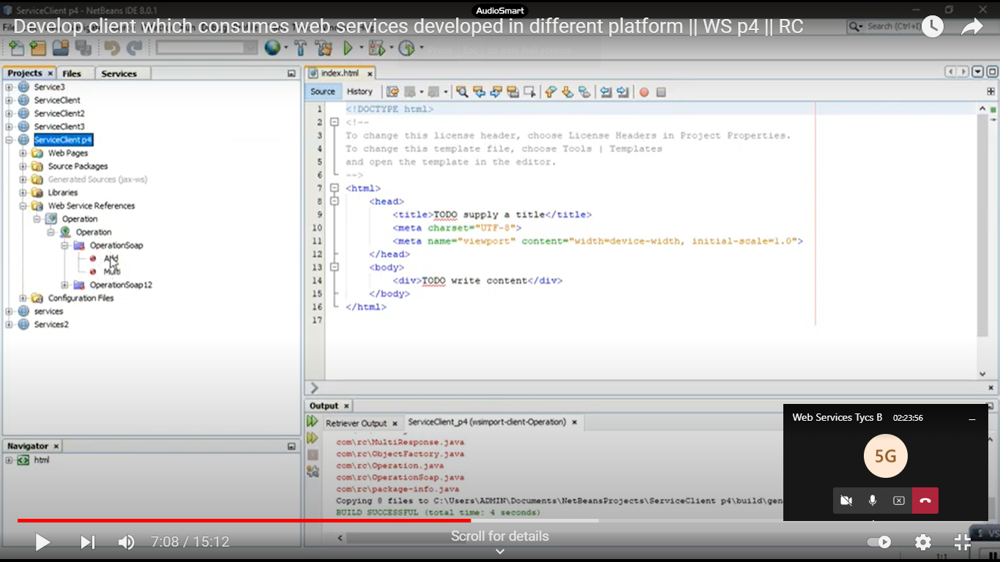 ServiceClient p4 - NetBeans IDE 8.0.1
AudioSmart
Develop client which consumes web services developed in different platform || WS p4 || RC
Search (Ctrl+I)
Projects
Files
Services
Service3
ServiceClient
ServiceClient2
ServiceClient3
ServiceClient p4
Web Pages
Source Packages
Generated Sources (jax-ws)
Libraries
Web Service References
Operation
Operation
OperationSoap
Add
Multi
OperationSoap12
Configuration Files
services
Services2
Navigator
html
index.html
Source History
1 <!DOCTYPE html>
2 <!--
3 To change this license header, choose License Headers in Project Properties.
4 To change this template file, choose Tools | Templates
5 and open the template in the editor.
6 -->
7 <html>
8 <head>
9 <title>TODO supply a title</title>
10 <meta charset="UTF-8">
11 <meta name="viewport" content="width=device-width, initial-scale=1.0">
12 </head>
13 <body>
14 <div>TODO write content</div>
15 </body>
16 </html>
17
Output
Retriever Output ServiceClient_p4 (wsimport-client-Operation)
com\rc\MultiResponse.java
com\rc\ObjectFactory.java
com\rc\Operation.java
com\rc\OperationSoap.java
com\rc\package-info.java
Copying 8 files to C:\Users\ADMIN\Documents\NetBeansProjects\ServiceClient p4\build\gen
BUILD SUCCESSFUL (total time: 4 seconds)
Web Services Tycs B 02:23:56
5G
7:08 / 15:12
Scroll for details
1:1
VS